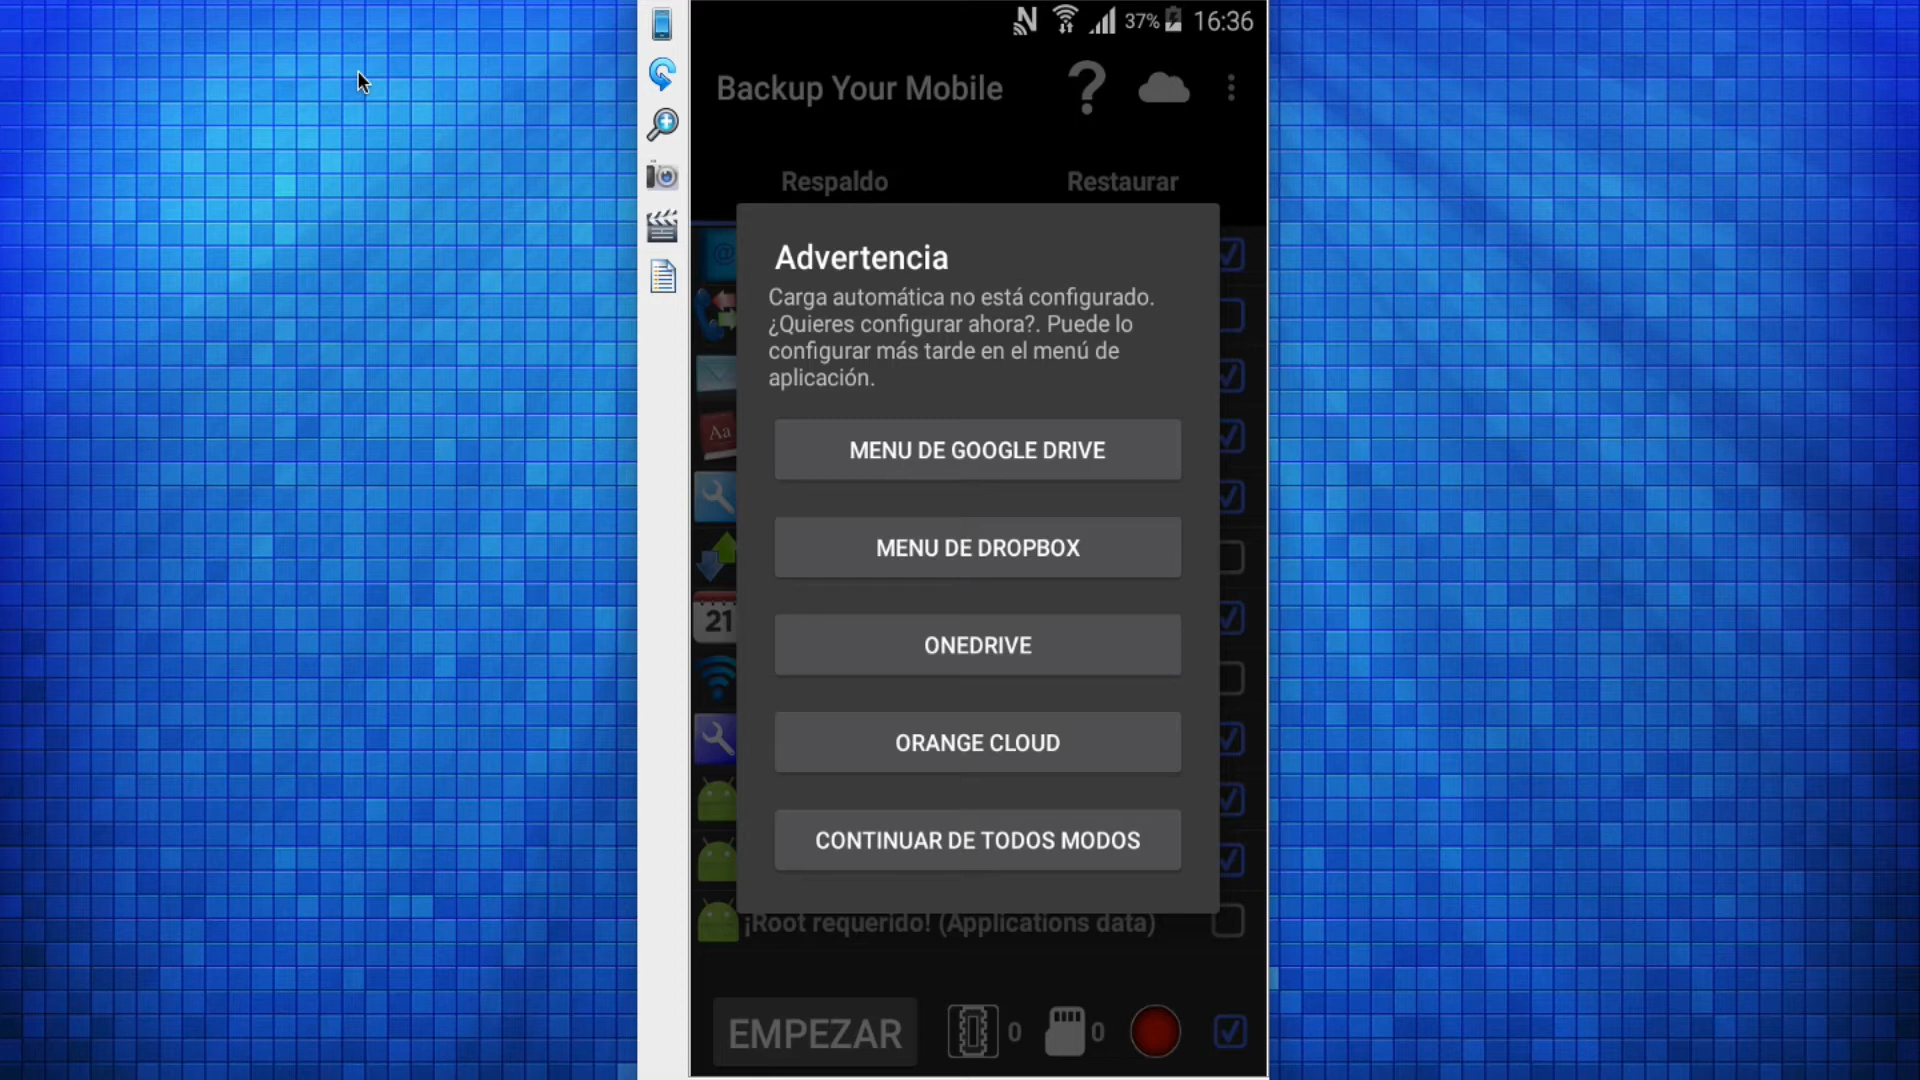 37% 16:36
Backup Your Mobile
Respaldo Restaurar
Advertencia
Carga automática no está configurado.
¿Quieres configurar ahora?. Puede lo
configurar más tarde en el menú de
aplicación.
MENU DE GOOGLE DRIVE
MENU DE DROPBOX
ONEDRIVE
ORANGE CLOUD
CONTINUAR DE TODOS MODOS
Aa
21
¡Root requerido! (Applications data)
EMPEZAR 0 0